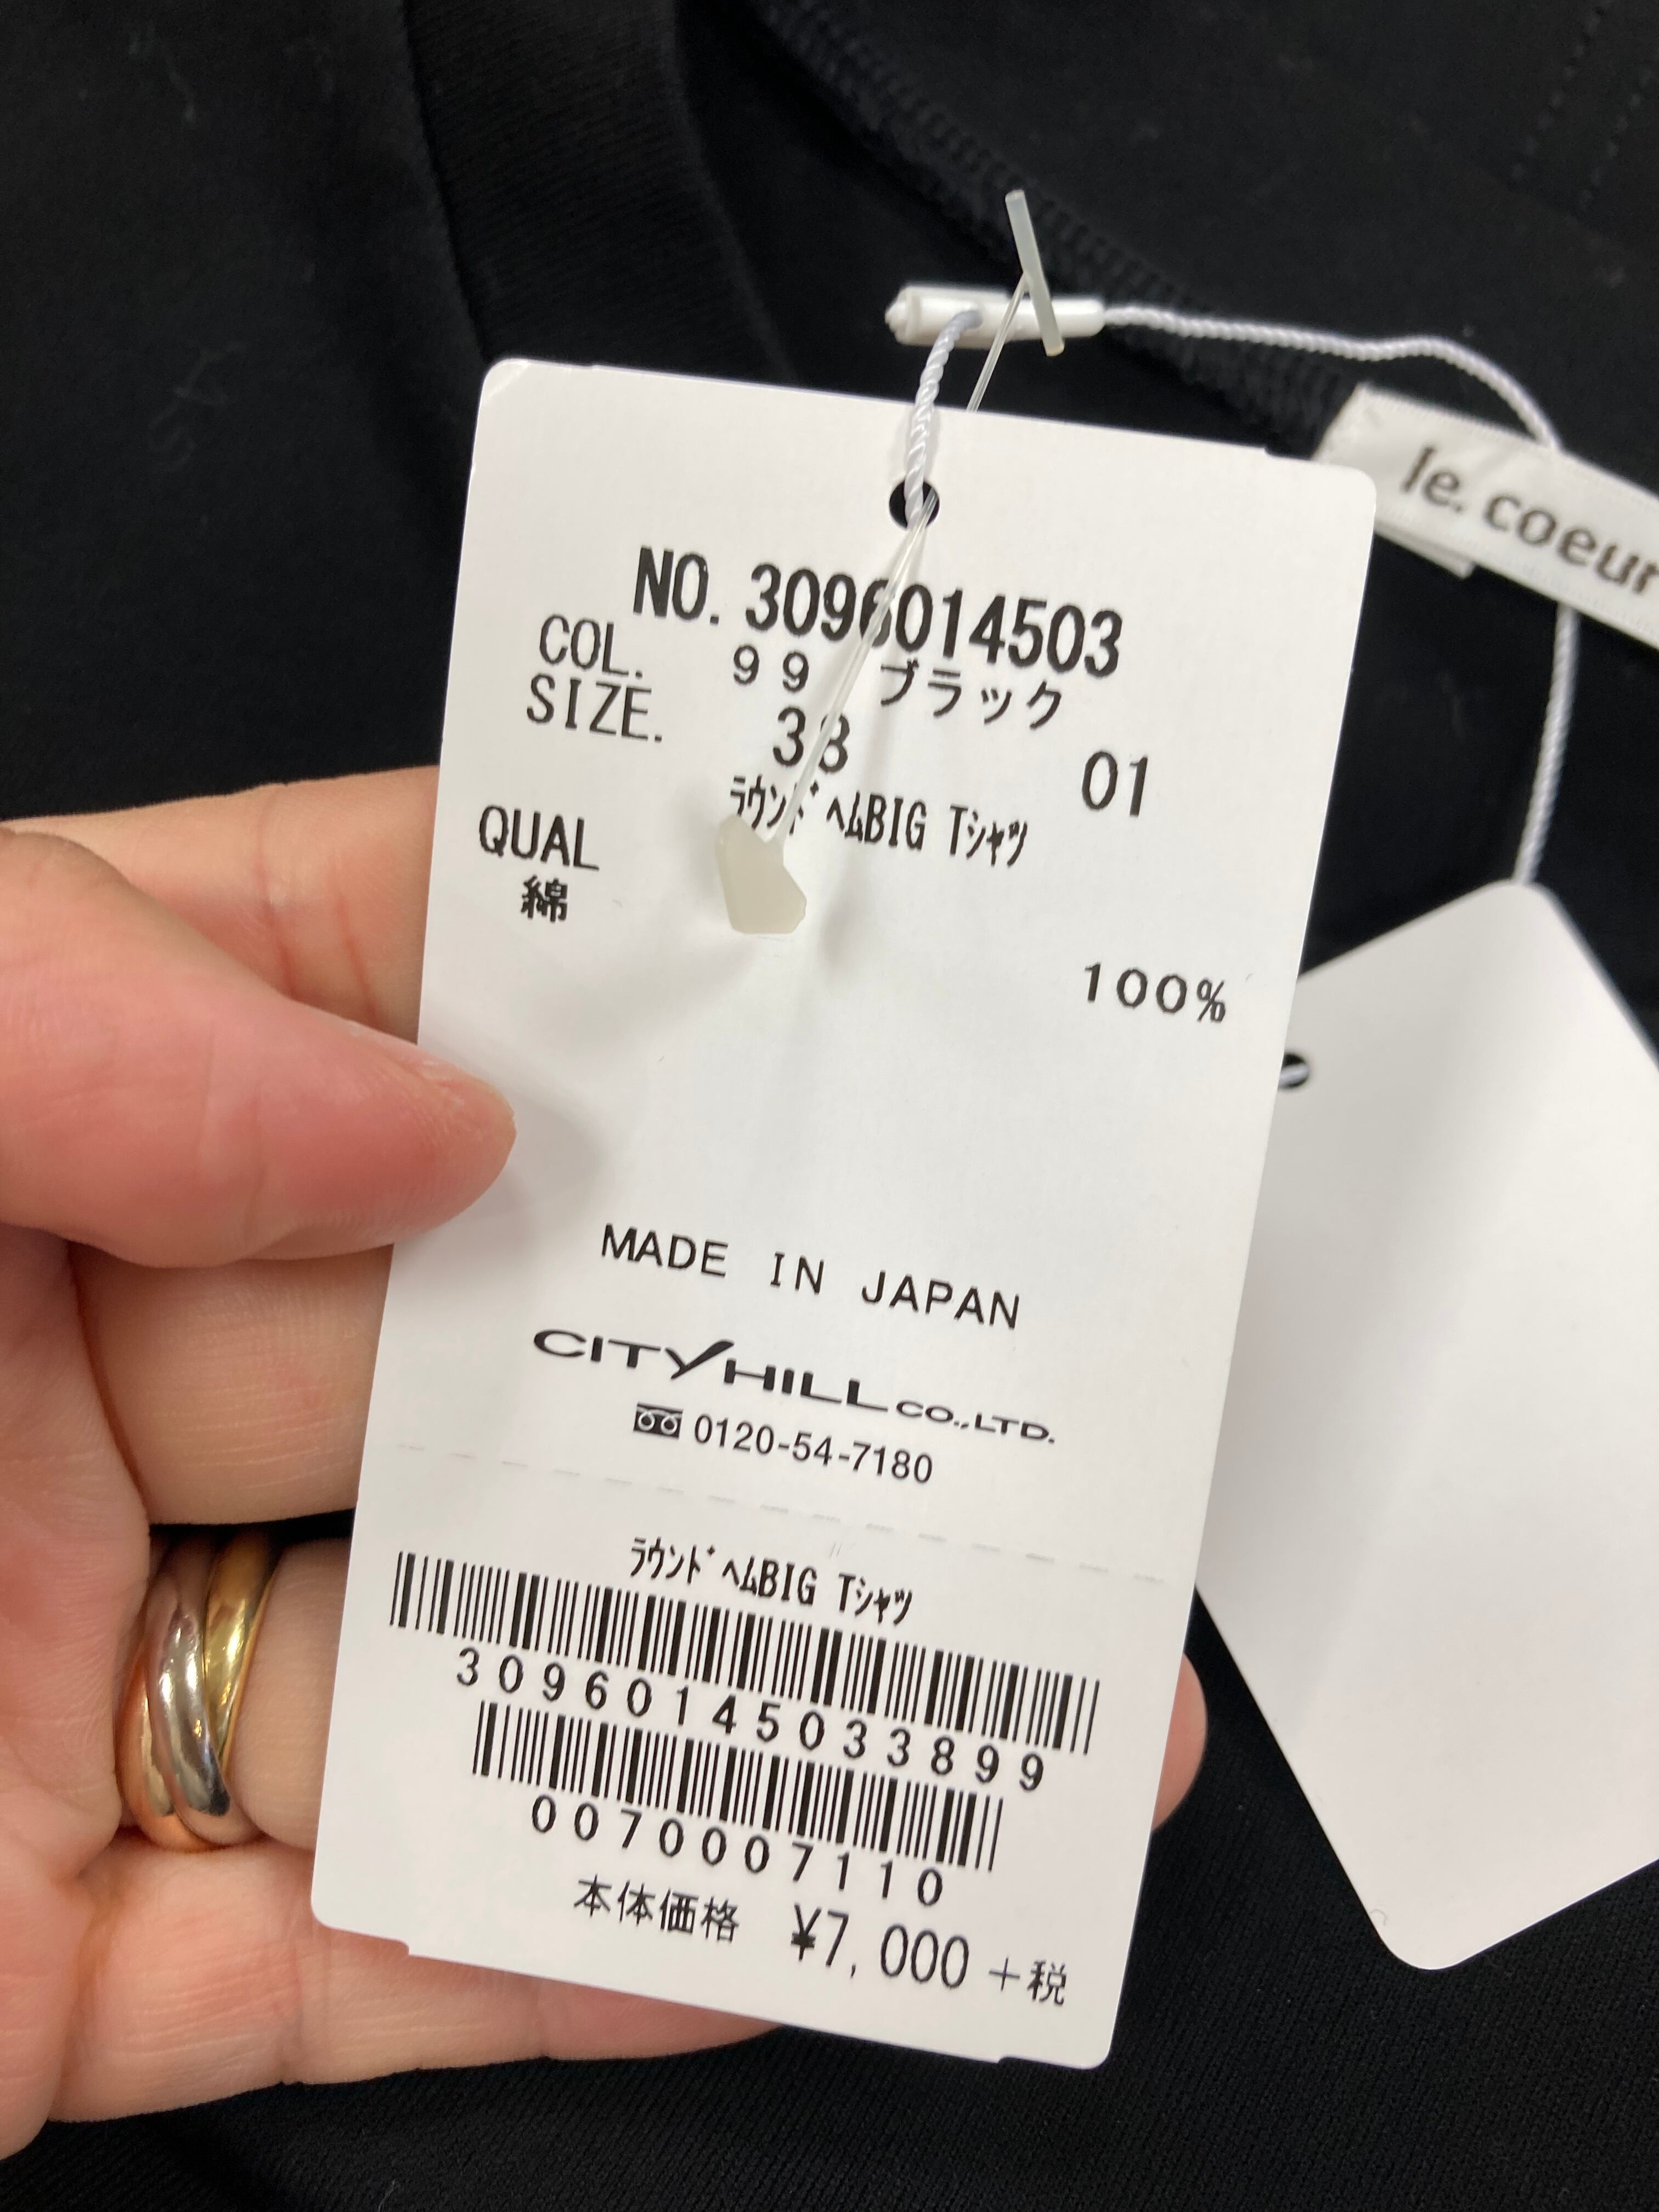 le. coeur
NO. 3096014503
COL. 99 ブラック
SIZE. 38 01
ﾗｳﾝﾄﾞﾍﾑBIG Tｼｬﾂ
QUAL
綿
100%
MADE IN JAPAN
CITY HILL CO.,LTD.
0120-54-7180
ﾗｳﾝﾄﾞﾍﾑBIG Tｼｬﾂ
30960145033899
0070007110
本体価格 ¥7,000 +税